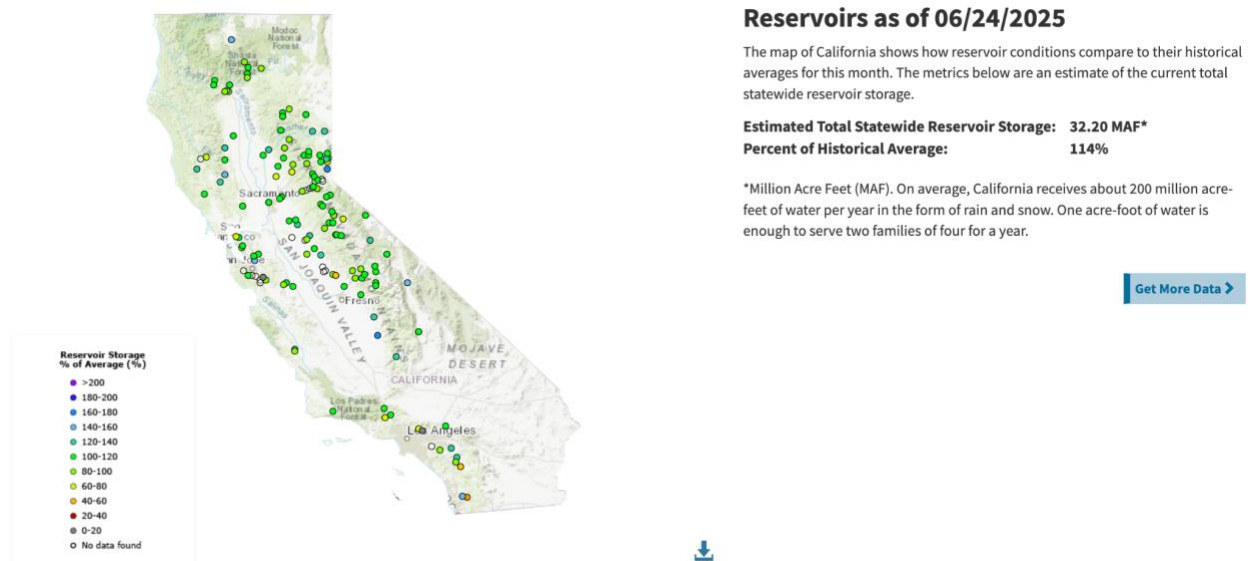 Modoc
National
Forest
Shasta
Sacramento
Sacramento
San
SAN JOAQUIN VALLEY
Salinas
Fresno
MOJAVE
DESERT
CALIFORNIA
Los Padres
National
Forest
Los Angeles
Reservoir Storage
% of Average (%)
>200
180-200
160-180
140-160
120-140
100-120
80-100
60-80
40-60
20-40
0-20
No data found
Reservoirs as of 06/24/2025
The map of California shows how reservoir conditions compare to their historical
averages for this month. The metrics below are an estimate of the current total
statewide reservoir storage.
Estimated Total Statewide Reservoir Storage: 32.20 MAF*
Percent of Historical Average: 114%
*Million Acre Feet (MAF). On average, California receives about 200 million acre-
feet of water per year in the form of rain and snow. One acre-foot of water is
enough to serve two families of four for a year.
Get More Data